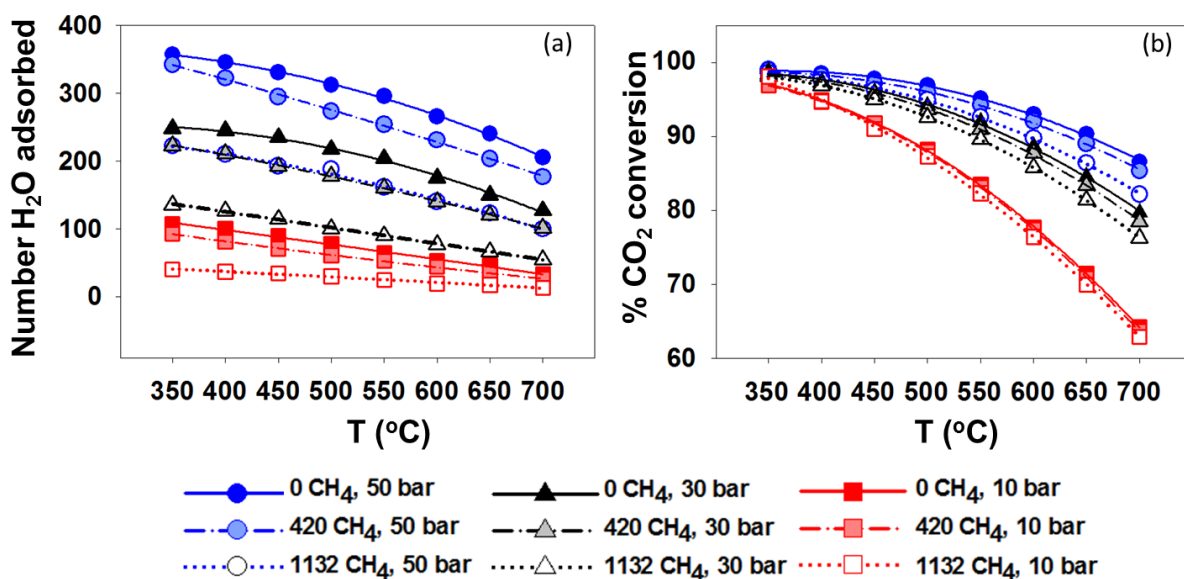 Number H₂O adsorbed
400
300
200
100
0
350 400 450 500 550 600 650 700
T (°C)
(a)
% CO₂ conversion
100
90
80
70
60
350 400 450 500 550 600 650 700
T (°C)
(b)
0 CH₄, 50 bar 0 CH₄, 30 bar 0 CH₄, 10 bar
420 CH₄, 50 bar 420 CH₄, 30 bar 420 CH₄, 10 bar
1132 CH₄, 50 bar 1132 CH₄, 30 bar 1132 CH₄, 10 bar